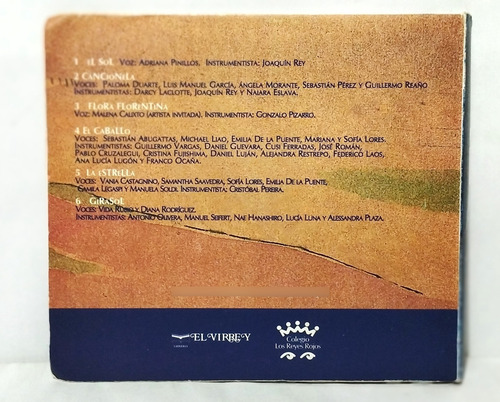 1 EL SOL Voz: Adriana Pinillos. Instrumentista: Joaquín Rey
2 CANCIONELA
Voces: Paloma Duarte, Luis Manuel García, Ángela Morante, Sebastián Pérez y Guillermo Reaño
Instrumentistas: D'Arcy Laclotte, Joaquín Rey y Naiara Eslava.
3 FLORA FLORENTINA
Voz: Malena Calixto (artista invitada). Instrumentista: Gonzalo Pizarro.
4 EL CABALLO
Voces: Sebastián Abugattas, Michael Liao, Emilia De la Puente, Mariana y Sofía Lores.
Instrumentistas: Guillermo Vargas, Daniel Guevara, Cusi Ferradas, José Román,
Pablo Cruzalegui, Cristina Fujishima, Daniel Luján, Alejandra Restrepo, Federico Laos,
Ana Lucía Lugón y Franco Ocaña.
5 LA ESTRELLA
Voces: Vania Castagnino, Samantha Saavedra, Sofía Lores, Emilia De la Puente,
Camila Legaspi y Manuela Soldi. Instrumentista: Cristóbal Pereira.
6 GIRASOL
Voces: Vida Rubio y Diana Rodríguez.
Instrumentistas: Antonio Olivera, Manuel Seifert, Nae Hanashiro, Lucía Luna y Alessandra Plaza.
EL VIRREY
Colegio
Los Reyes Rojos